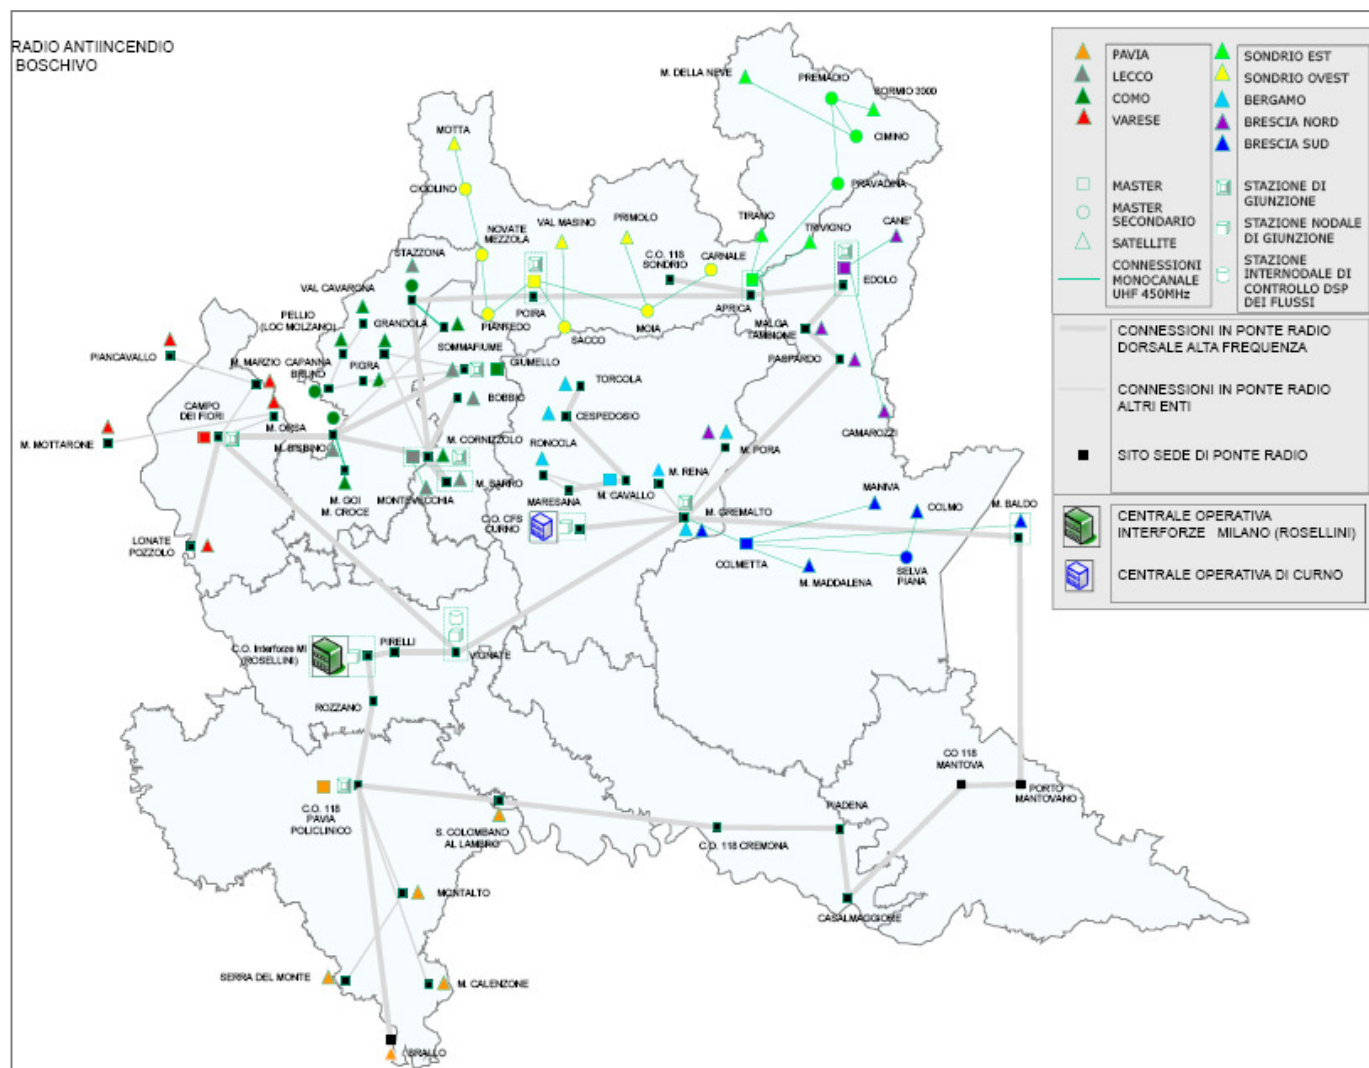 RADIO ANTIINCENDIO
BOSCHIVO
M. DELLA NEVE
PREMADIO
BORMIO 3000
CIMINO
MOTTA
PRAVADINA
CICOLINO
VAL MASINO
PRIMOLO
TIRANO
CANE'
NOVATE
MEZZOLA
TRIVIGNO
STAZZONA
C.O. 118
SONDRIO
CARNALE
EDOLO
VAL CAVARGNA
PELLIO
(LOC MOLZANO)
GRANDOLA
PIANFREDO
POIRA
MOIA
APRICA
MALGA
TAMBIONE
SACCO
PIANCAVALLO
M. MARZIO
CAPANNA
BRUNO
PIGRA
SOMMAFIUME
GIUMELLO
PASPARDO
TORCOLA
BOBBIO
CAMPO
DEI FIORI
CESPEDOSIO
CAMAROZZI
M. ORSA
M. MOTTARONE
M. BISBINO
M. CORNIZZOLO
RONCOLA
M. PORA
M. RENA
M. GOI
M. CROCE
MONTEVECCHIA
M. BARRO
MARESANA
M. CAVALLO
MANIVA
COLMO
M. BALDO
C.O. CFS
CURNO
M. GREMALTO
LONATE
POZZOLO
COLMETTA
M. MADDALENA
SELVA
PIANA
C.O. Interforze MI
(ROSELLINI)
PIRELLI
VIGNATE
ROZZANO
CO 118
MANTOVA
PORTO
MANTOVANO
C.O. 118
PAVIA
POLICLINICO
S. COLOMBANO
AL LAMBRO
PIADENA
C.O. 118 CREMONA
MONTALTO
CASALMAGGIORE
SERRA DEL MONTE
M. CALENZONE
BRALLO
PAVIA
LECCO
COMO
VARESE
MASTER
MASTER
SECONDARIO
SATELLITE
CONNESSIONI
MONOCANALE
UHF 450MHz
SONDRIO EST
SONDRIO OVEST
BERGAMO
BRESCIA NORD
BRESCIA SUD
STAZIONE DI
GIUNZIONE
STAZIONE NODALE
DI GIUNZIONE
STAZIONE
INTERNODALE DI
CONTROLLO DSP
DEI FLUSSI
CONNESSIONI IN PONTE RADIO
DORSALE ALTA FREQUENZA
CONNESSIONI IN PONTE RADIO
ALTRI ENTI
SITO SEDE DI PONTE RADIO
CENTRALE OPERATIVA
INTERFORZE MILANO (ROSELLINI)
CENTRALE OPERATIVA DI CURNO